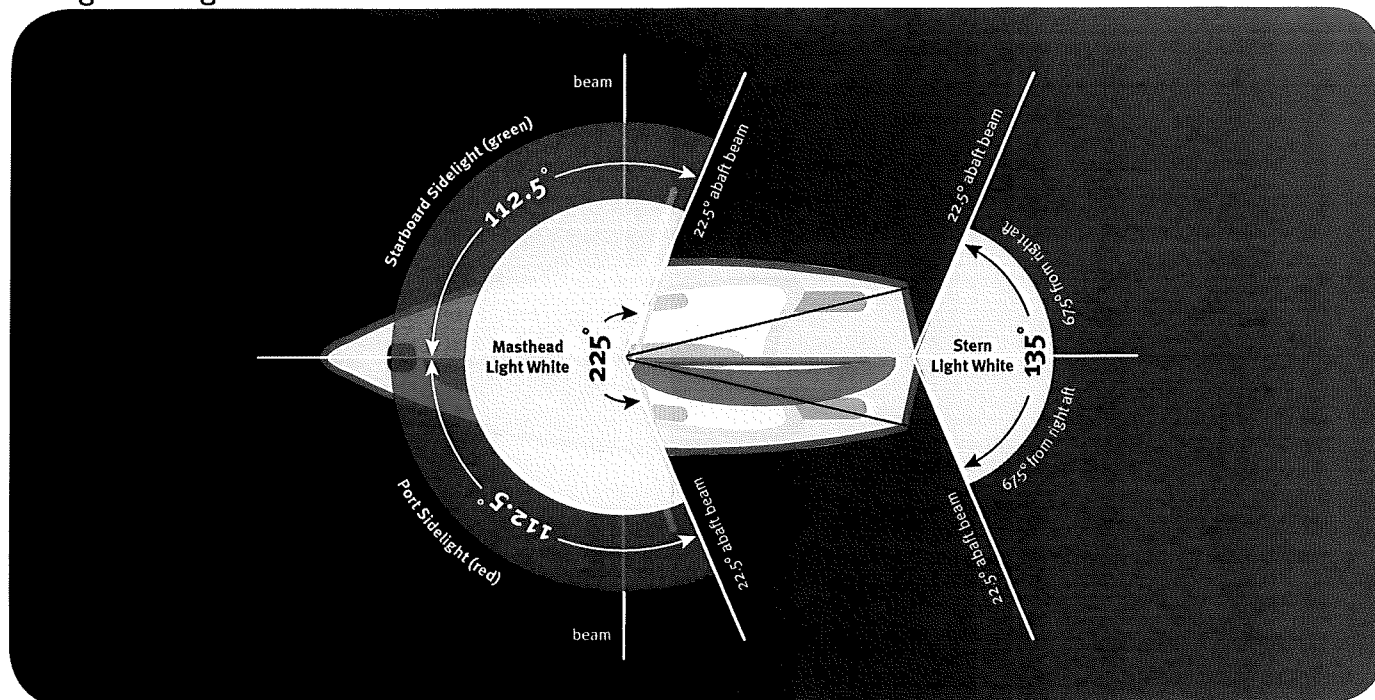 beam
Starboard Sidelight (green)
112.5°
22.5° abaft beam
22.5° abaft beam
67.5° from right aft
Masthead
Light White
225°
Stern
Light White
135°
67.5° from right aft
Port Sidelight (red)
112.5°
22.5° abaft beam
22.5° abaft beam
beam